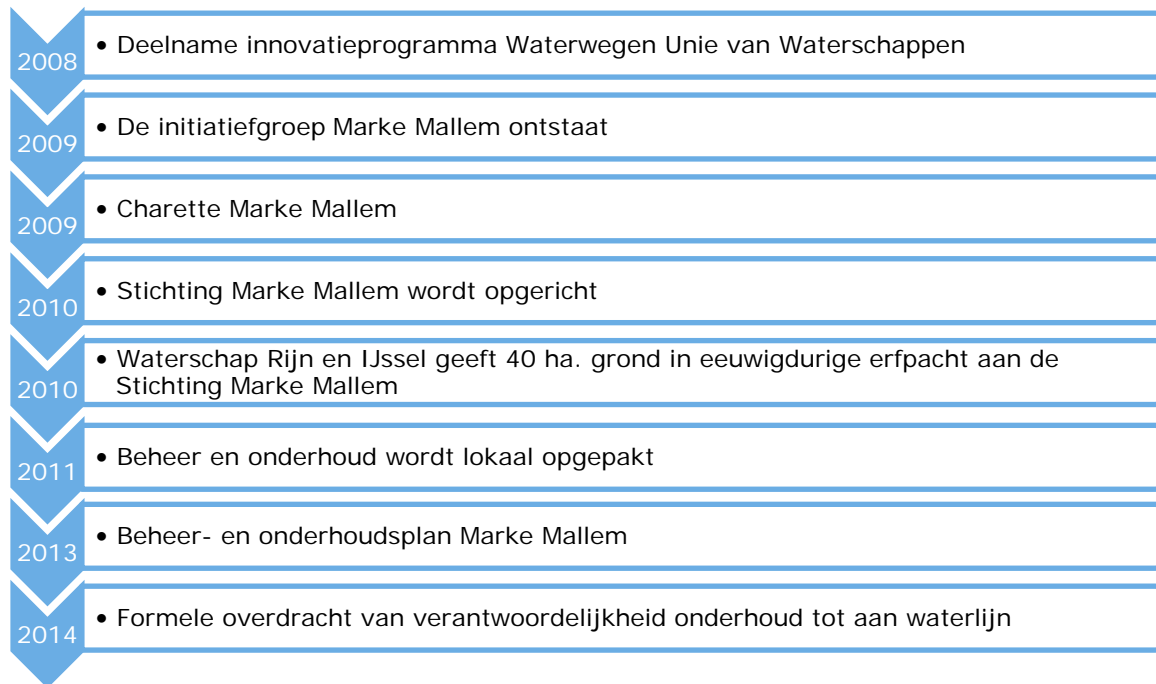 2008
• Deelname innovatieprogramma Waterwegen Unie van Waterschappen
2009
• De initiatiefgroep Marke Mallem ontstaat
2009
• Charette Marke Mallem
2010
• Stichting Marke Mallem wordt opgericht
2010
• Waterschap Rijn en IJssel geeft 40 ha. grond in eeuwigdurige erfpacht aan de
Stichting Marke Mallem
2011
• Beheer en onderhoud wordt lokaal opgepakt
2013
• Beheer- en onderhoudsplan Marke Mallem
2014
• Formele overdracht van verantwoordelijkheid onderhoud tot aan waterlijn